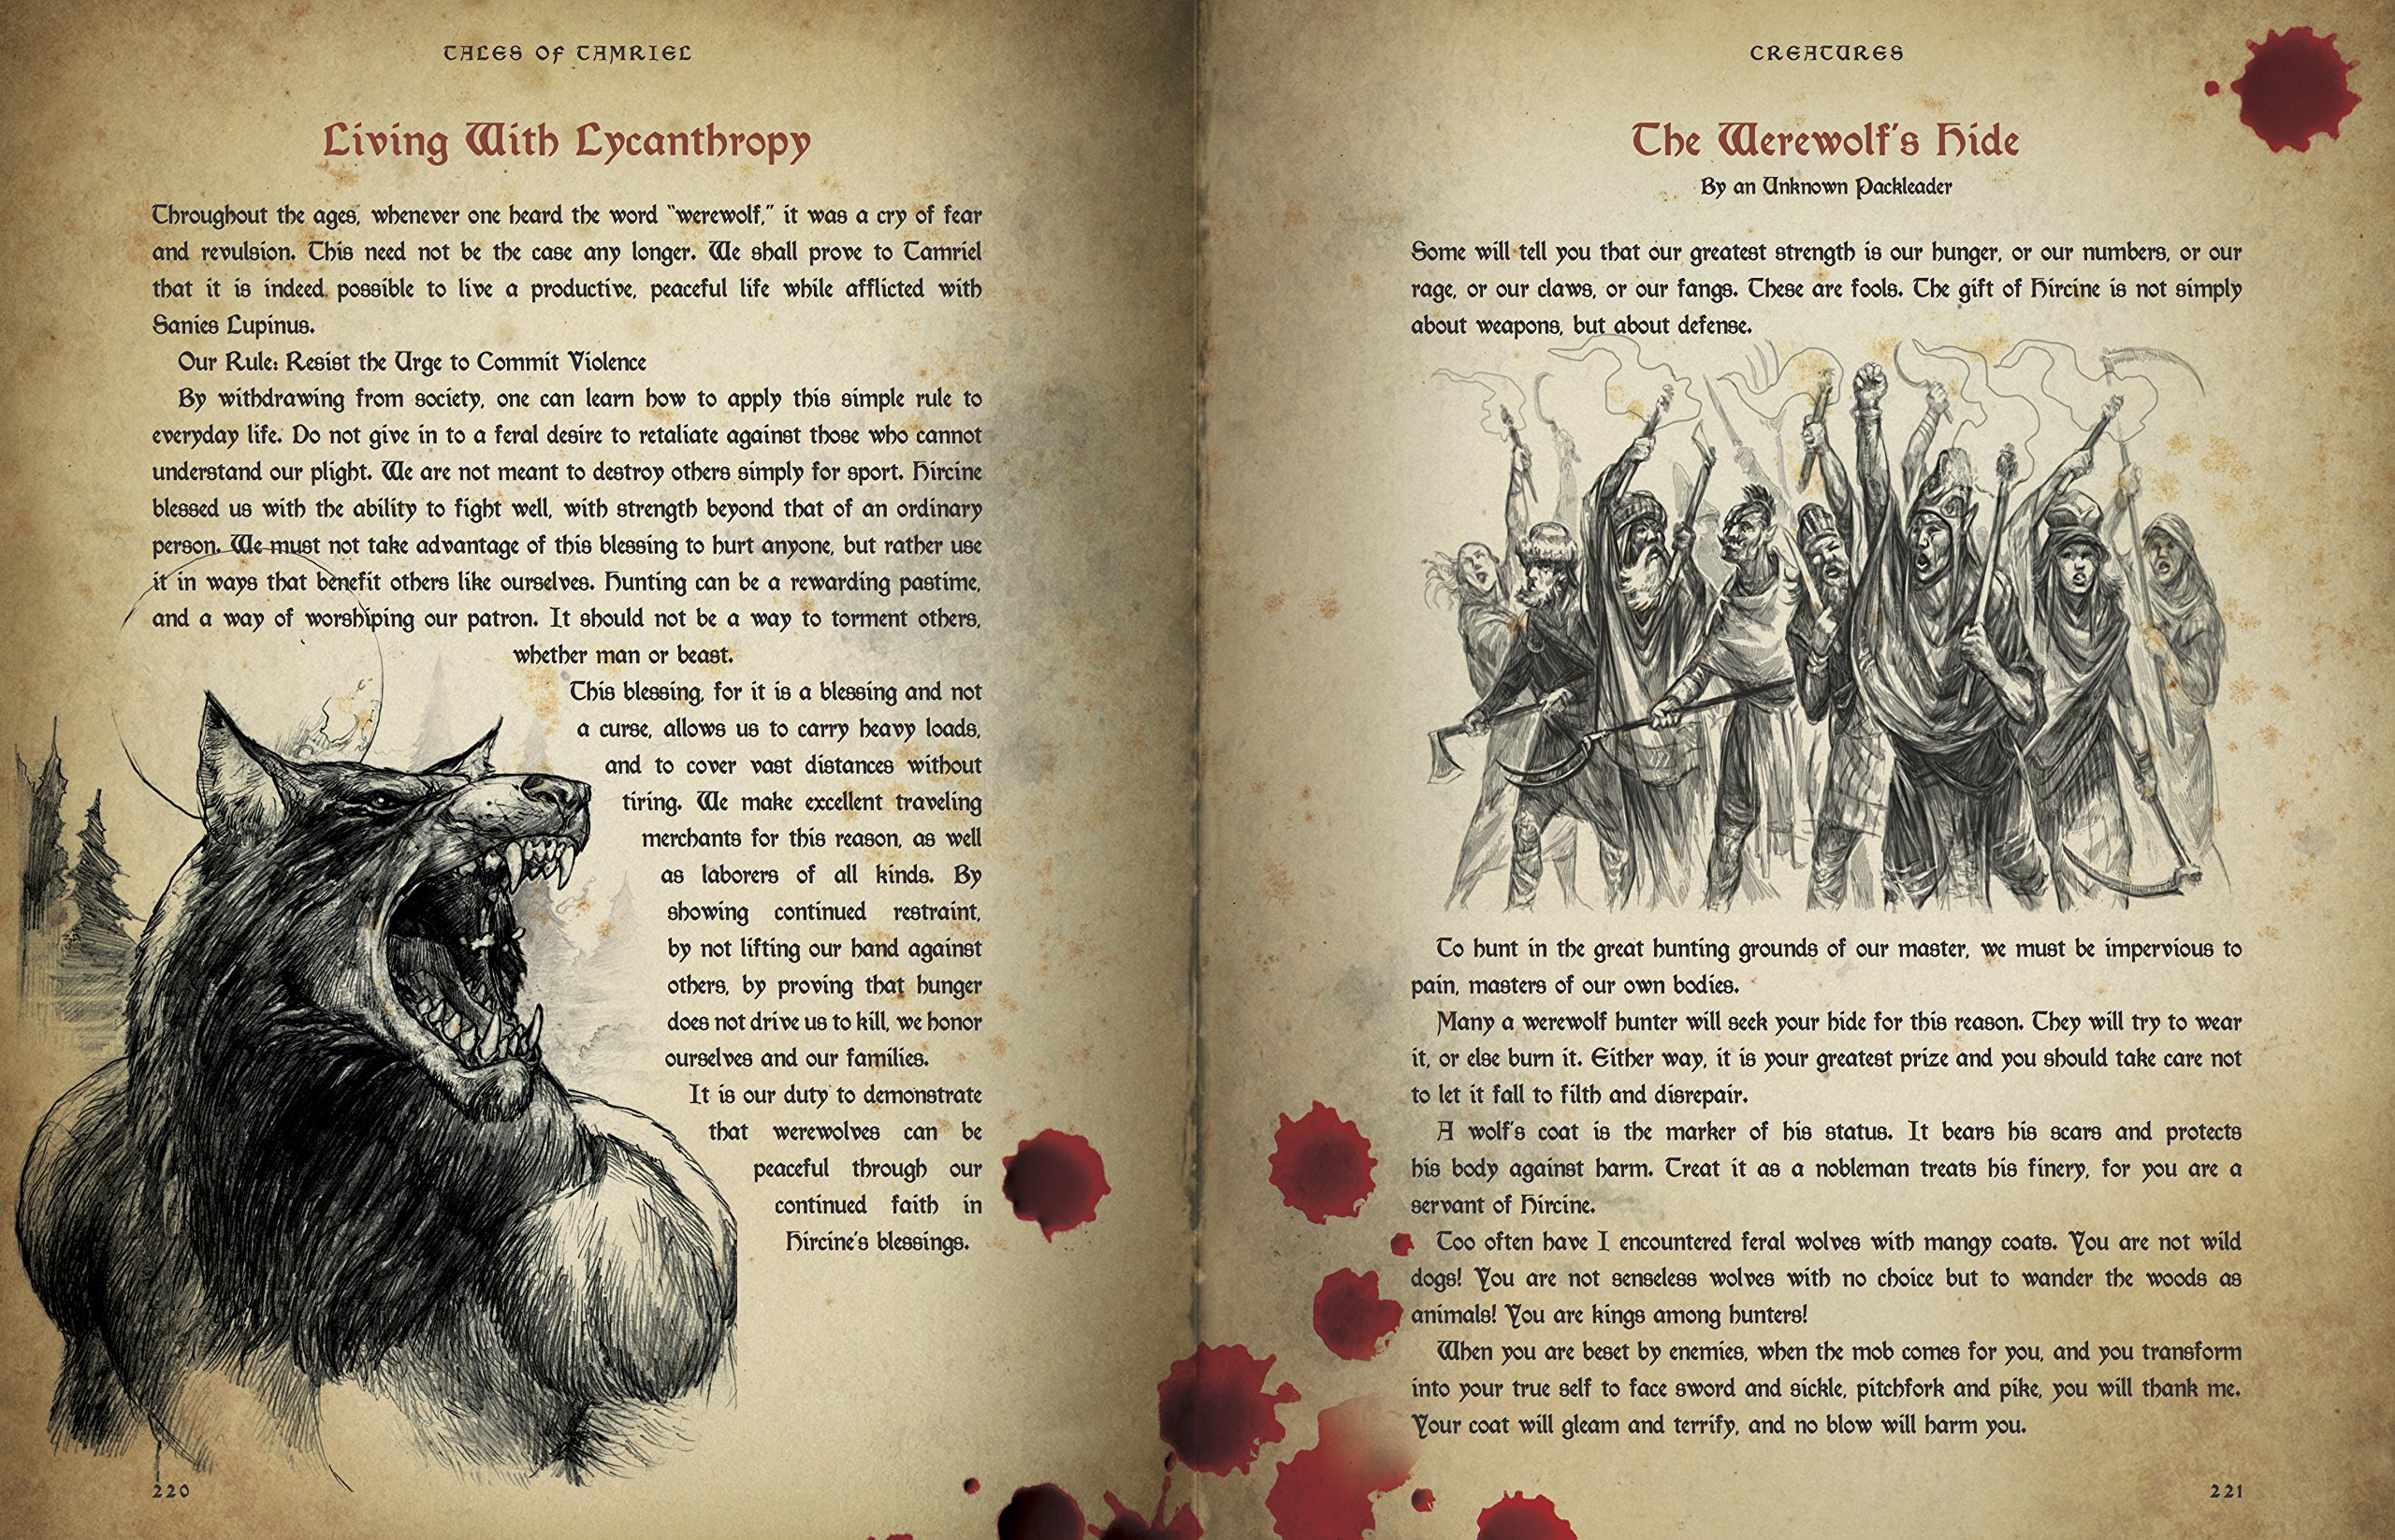 TALES OF TAMRIEL
Living With Lycanthropy
Throughout the ages, whenever one heard the word “werewolf,” it was a cry of fear
and revulsion. This need not be the case any longer. We shall prove to Tamriel
that it is indeed possible to live a productive, peaceful life while afflicted with
Sanies Lupinus.
Our Rule: Resist the Urge to Commit Violence
By withdrawing from society, one can learn how to apply this simple rule to
everyday life. Do not give in to a feral desire to retaliate against those who cannot
understand our plight. We are not meant to destroy others simply for sport. Hircine
blessed us with the ability to fight well, with strength beyond that of an ordinary
person. We must not take advantage of this blessing to hurt anyone, but rather use
it in ways that benefit others like ourselves. Hunting can be a rewarding pastime,
and a way of worshiping our patron. It should not be a way to torment others,
whether man or beast.
This blessing, for it is a blessing and not
a curse, allows us to carry heavy loads,
and to cover vast distances without
tiring. We make excellent traveling
merchants for this reason, as well
as laborers of all kinds. By
showing continued restraint,
by not lifting our hand against
others, by proving that hunger
does not drive us to kill, we honor
ourselves and our families.
It is our duty to demonstrate
that werewolves can be
peaceful through our
continued faith in
Hircine’s blessings.
220
CREATURES
The Werewolf’s Hide
By an Unknown Packleader
Some will tell you that our greatest strength is our hunger, or our numbers, or our
rage, or our claws, or our fangs. These are fools. The gift of Hircine is not simply
about weapons, but about defense.
To hunt in the great hunting grounds of our master, we must be impervious to
pain, masters of our own bodies.
Many a werewolf hunter will seek your hide for this reason. They will try to wear
it, or else burn it. Either way, it is your greatest prize and you should take care not
to let it fall to filth and disrepair.
A wolf’s coat is the marker of his status. It bears his scars and protects
his body against harm. Treat it as a nobleman treats his finery, for you are a
servant of Hircine.
Too often have I encountered feral wolves with mangy coats. You are not wild
dogs! You are not senseless wolves with no choice but to wander the woods as
animals! You are kings among hunters!
When you are beset by enemies, when the mob comes for you, and you transform
into your true self to face sword and sickle, pitchfork and pike, you will thank me.
Your coat will gleam and terrify, and no blow will harm you.
221